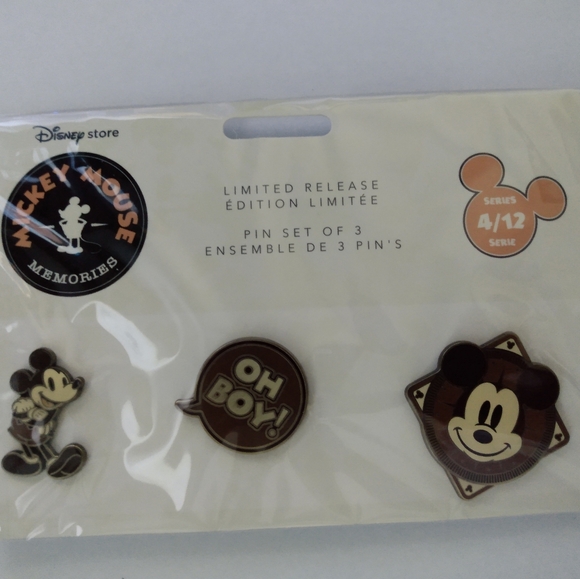 Disney store
MICKEY MOUSE
MEMORIES
LIMITED RELEASE
ÉDITION LIMITÉE
PIN SET OF 3
ENSEMBLE DE 3 PIN'S
SERIES
4/12
SERIE
OH
BOY!